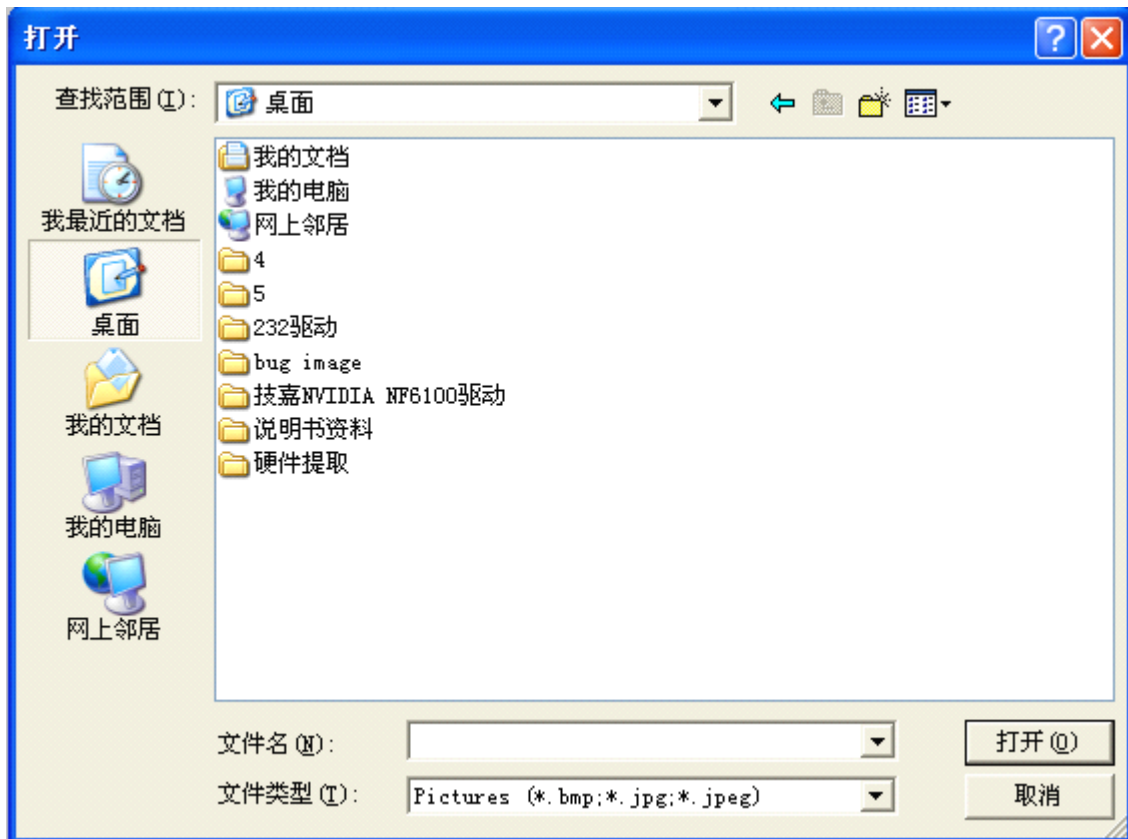 打开
查找范围(I):
桌面
我最近的文档
桌面
我的文档
我的电脑
网上邻居
我的文档
我的电脑
网上邻居
4
5
232驱动
bug image
技嘉NVIDIA NF6100驱动
说明书资料
硬件提取
文件名(N):
打开(O)
文件类型(T):
Pictures (*.bmp;*.jpg;*.jpeg)
取消